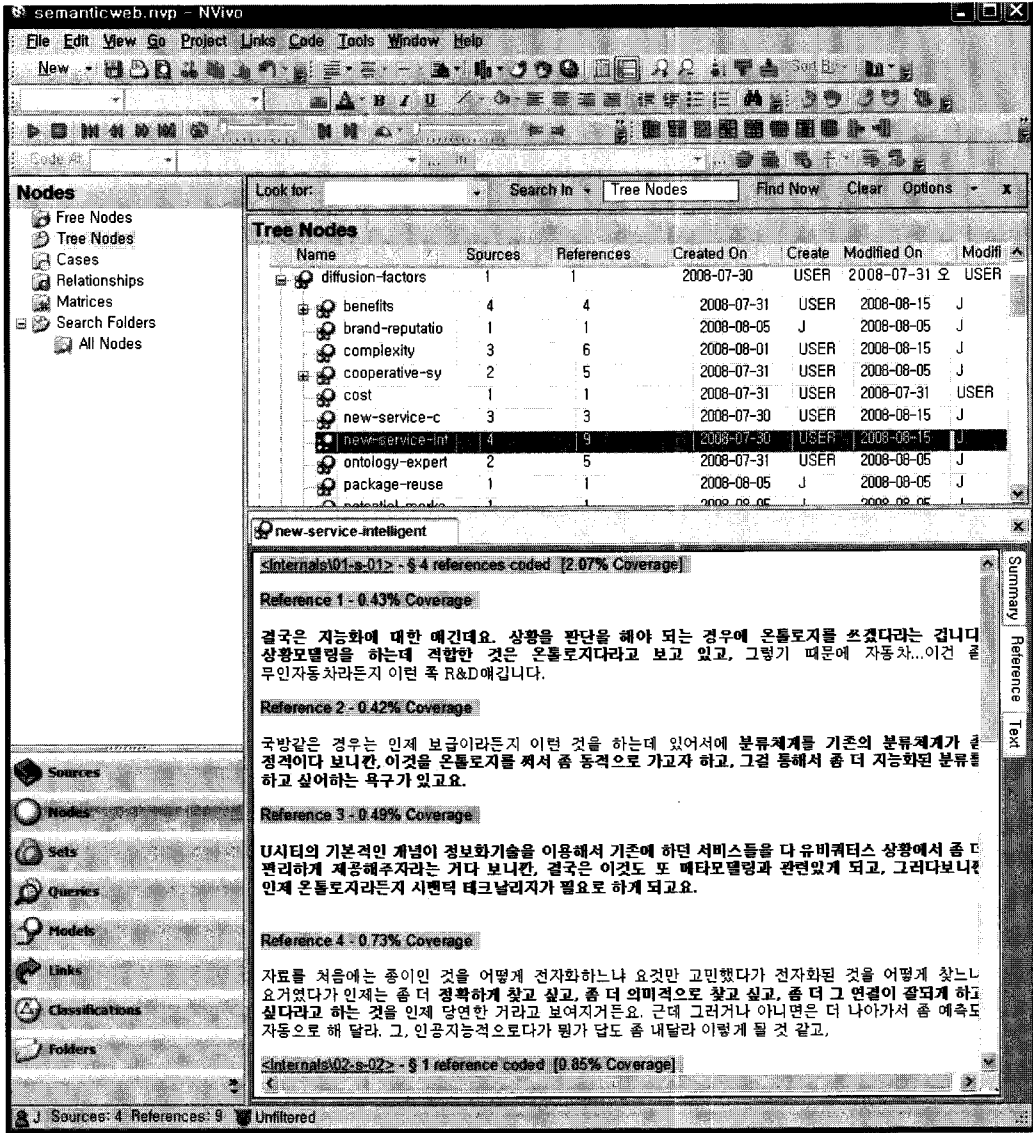 semanticweb.nvp - NVivo
File Edit View Go Project Links Code Tools Window Help
New Sort By
Code At in
Nodes
Free Nodes
Tree Nodes
Cases
Relationships
Matrices
Search Folders
All Nodes
Sources
Nodes
Sets
Queries
Models
Links
Classifications
Folders
Look for: Search In Tree Nodes Find Now Clear Options x
Tree Nodes
Name Sources References Created On Create Modified On Modifi
diffusion-factors 1 1 2008-07-30 USER 2008-07-31 오 USER
benefits 4 4 2008-07-31 USER 2008-08-15 J
brand-reputatio 1 1 2008-08-05 J 2008-08-05 J
complexity 3 6 2008-08-01 USER 2008-08-15 J
cooperative-sy 2 5 2008-07-31 USER 2008-08-05 J
cost 1 1 2008-07-31 USER 2008-07-31 USER
new-service-c 3 3 2008-07-30 USER 2008-08-15 J
new-service-int 4 9 2008-07-30 USER 2008-08-15 J
ontology-expert 2 5 2008-07-31 USER 2008-08-05 J
package-reuse 1 1 2008-08-05 J 2008-08-05 J
new-service-intelligent
<Internals\01-s-01> - § 4 references coded [2.07% Coverage]
Reference 1 - 0.43% Coverage
결국은 지능화에 대한 얘긴데요. 상황을 판단을 해야 되는 경우에 온톨로지를 쓰겠다라는 겁니다
상황모델링을 하는데 적합한 것은 온톨로지다라고 보고 있고, 그렇기 때문에 자동차...이건 좀
무인자동차라든지 이런 쪽 R&D얘깁니다.
Reference 2 - 0.42% Coverage
국방같은 경우는 인제 보급이라든지 이런 것을 하는데 있어서에 분류체계를 기존의 분류체계가 좀
정적이다 보니깐, 이것을 온톨로지를 써서 좀 동적으로 가고자 하고, 그걸 통해서 좀 더 지능화된 분류를
하고 싶어하는 욕구가 있고요.
Reference 3 - 0.49% Coverage
U시티의 기본적인 개념이 정보화기술을 이용해서 기존에 하던 서비스들을 다 유비쿼터스 상황에서 좀 더
편리하게 제공해주자라는 거다 보니깐, 결국은 이것도 또 메타모델링과 관련있게 되고, 그러다보니깐
인제 온톨로지라든지 시맨틱 테크날리지가 필요로 하게 되고요.
Reference 4 - 0.73% Coverage
자료를 처음에는 종이인 것을 어떻게 전자화하느냐 요것만 고민했다가 전자화된 것을 어떻게 찾느냐
요거였다가 인제는 좀 더 정확하게 찾고 싶고, 좀 더 의미적으로 찾고 싶고, 좀 더 그 연결이 잘되게 하고
싶다라고 하는 것을 인제 당연한 거라고 보여지거든요. 근데 그러거나 아니면은 더 나아가서 좀 예측도
자동으로 해 달라. 그, 인공지능적으로다가 뭔가 답도 좀 내달라 이렇게 될 것 같고,
<Internals\02-s-02> - § 1 reference coded [0.85% Coverage]
Summary
Reference
Text
J Sources: 4 References: 9 Unfiltered